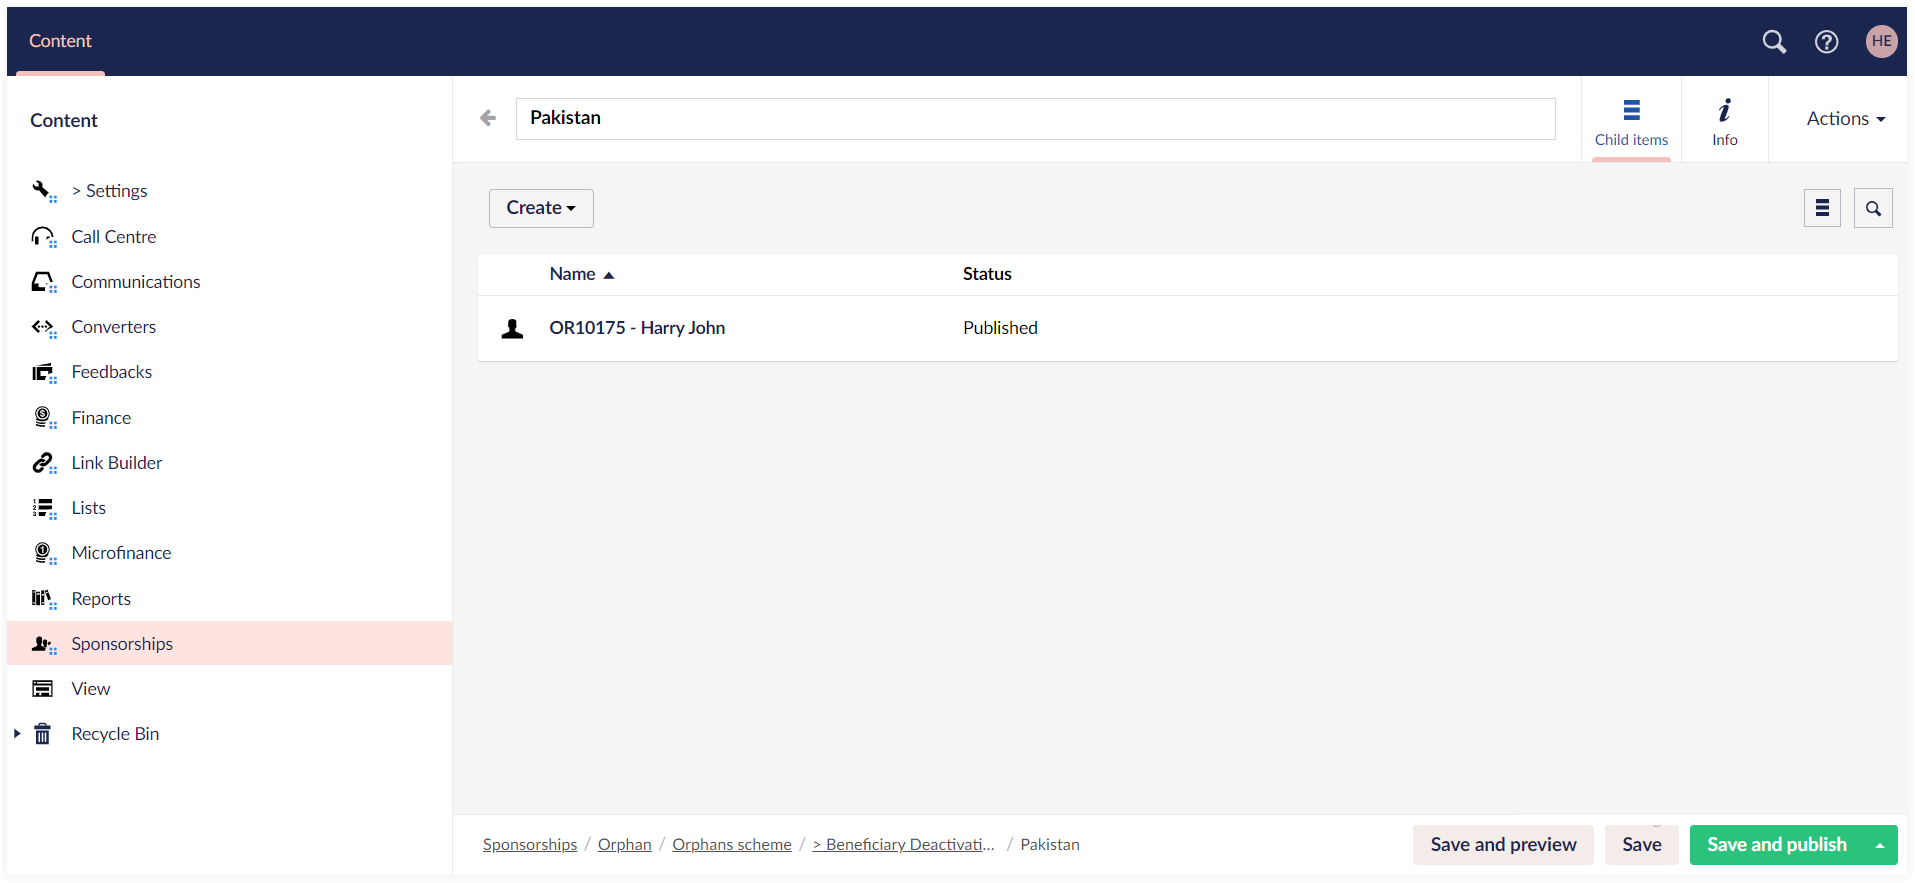 Content
HE
Content
> Settings
Call Centre
Communications
Converters
Feedbacks
Finance
Link Builder
Lists
Microfinance
Reports
Sponsorships
View
Recycle Bin
Pakistan
Child items
Info
Actions
Create
Name
Status
OR10175 - Harry John
Published
Sponsorships / Orphan / Orphans scheme / > Beneficiary Deactivati... / Pakistan
Save and preview
Save
Save and publish